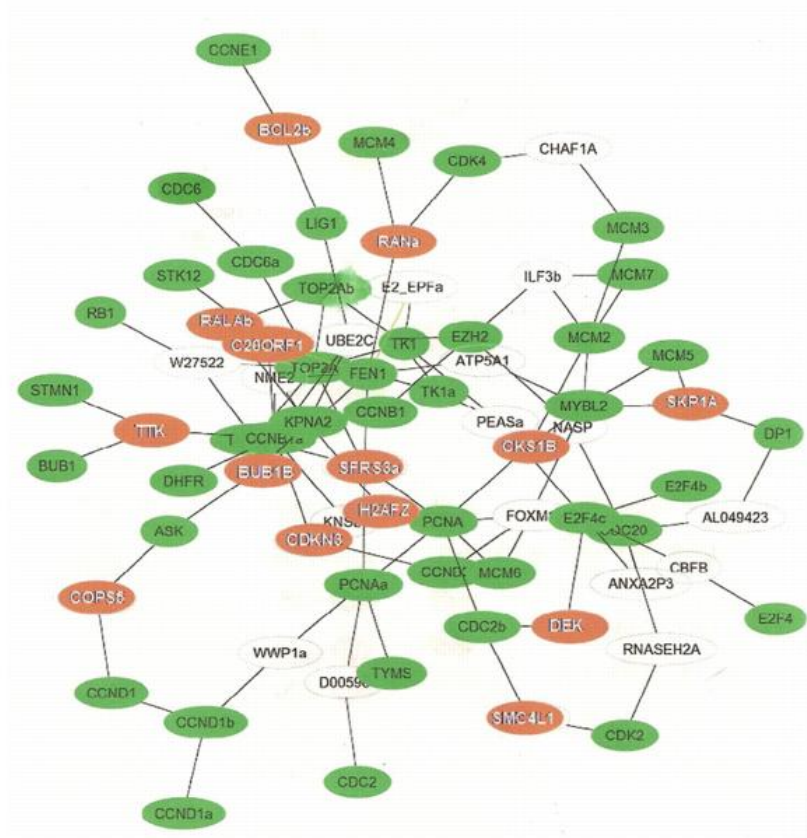 CCNE1
BCL2b
MCM4
CDK4
CHAF1A
CDC6
LIG1
MCM3
RANa
CDC6a
STK12
TOP2Ab
E2_EPFa
ILF3b
MCM7
RB1
RALAb
C20ORF1
UBE2C
TK1
EZH2
MCM2
W27522
NME2
TOP2A
FEN1
ATP5A1
MCM5
STMN1
TK1a
MYBL2
SKP1A
KPNA2
CCNB1
PEASa
NASP
TTK
CKS1B
DP1
BUB1
BUB1B
SFRS3a
DHFR
E2F4b
ASK
H2AFZ
PCNA
E2F4c
AL049423
CDKN3
CBFB
COPS5
PCNAa
MCM6
ANXA2P3
E2F4
CDC2b
DEK
WWP1a
RNASEH2A
TYMS
CCND1
CCND1b
SMC4L1
CDK2
CDC2
CCND1a